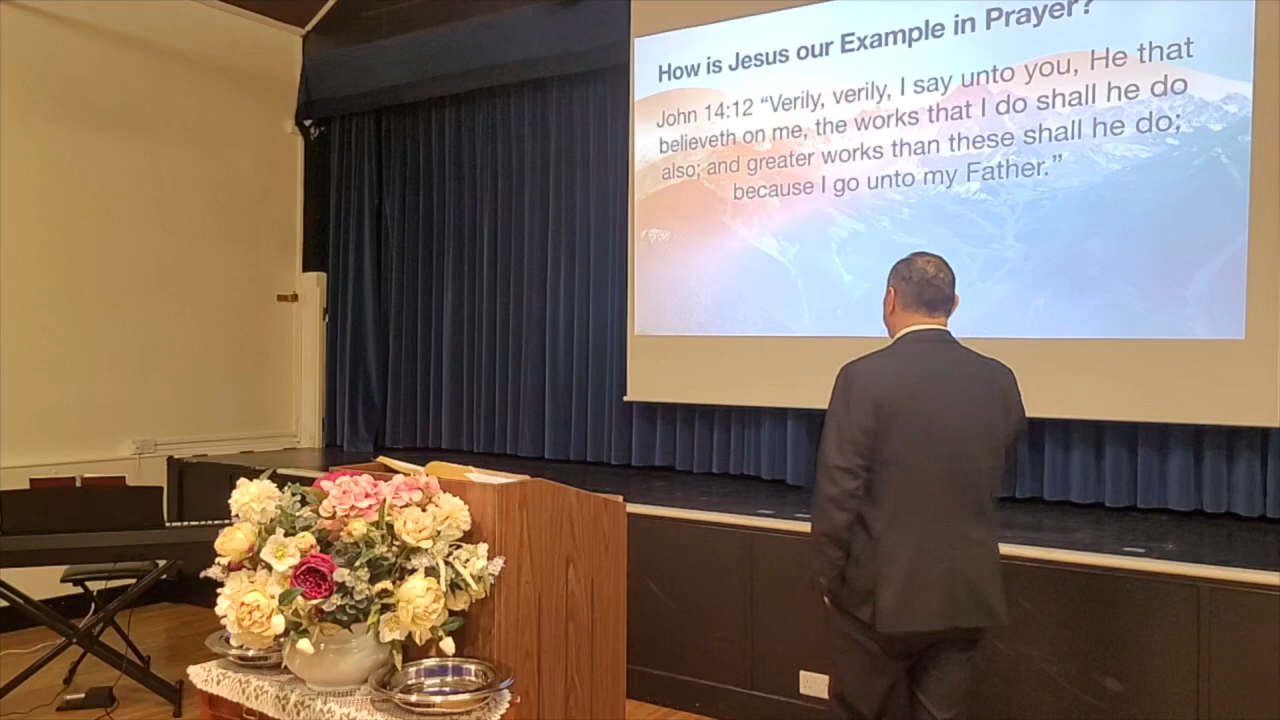 How is Jesus our Example in Prayer?
John 14:12 “Verily, verily, I say unto you, He that
believeth on me, the works that I do shall he do
also; and greater works than these shall he do;
because I go unto my Father.”